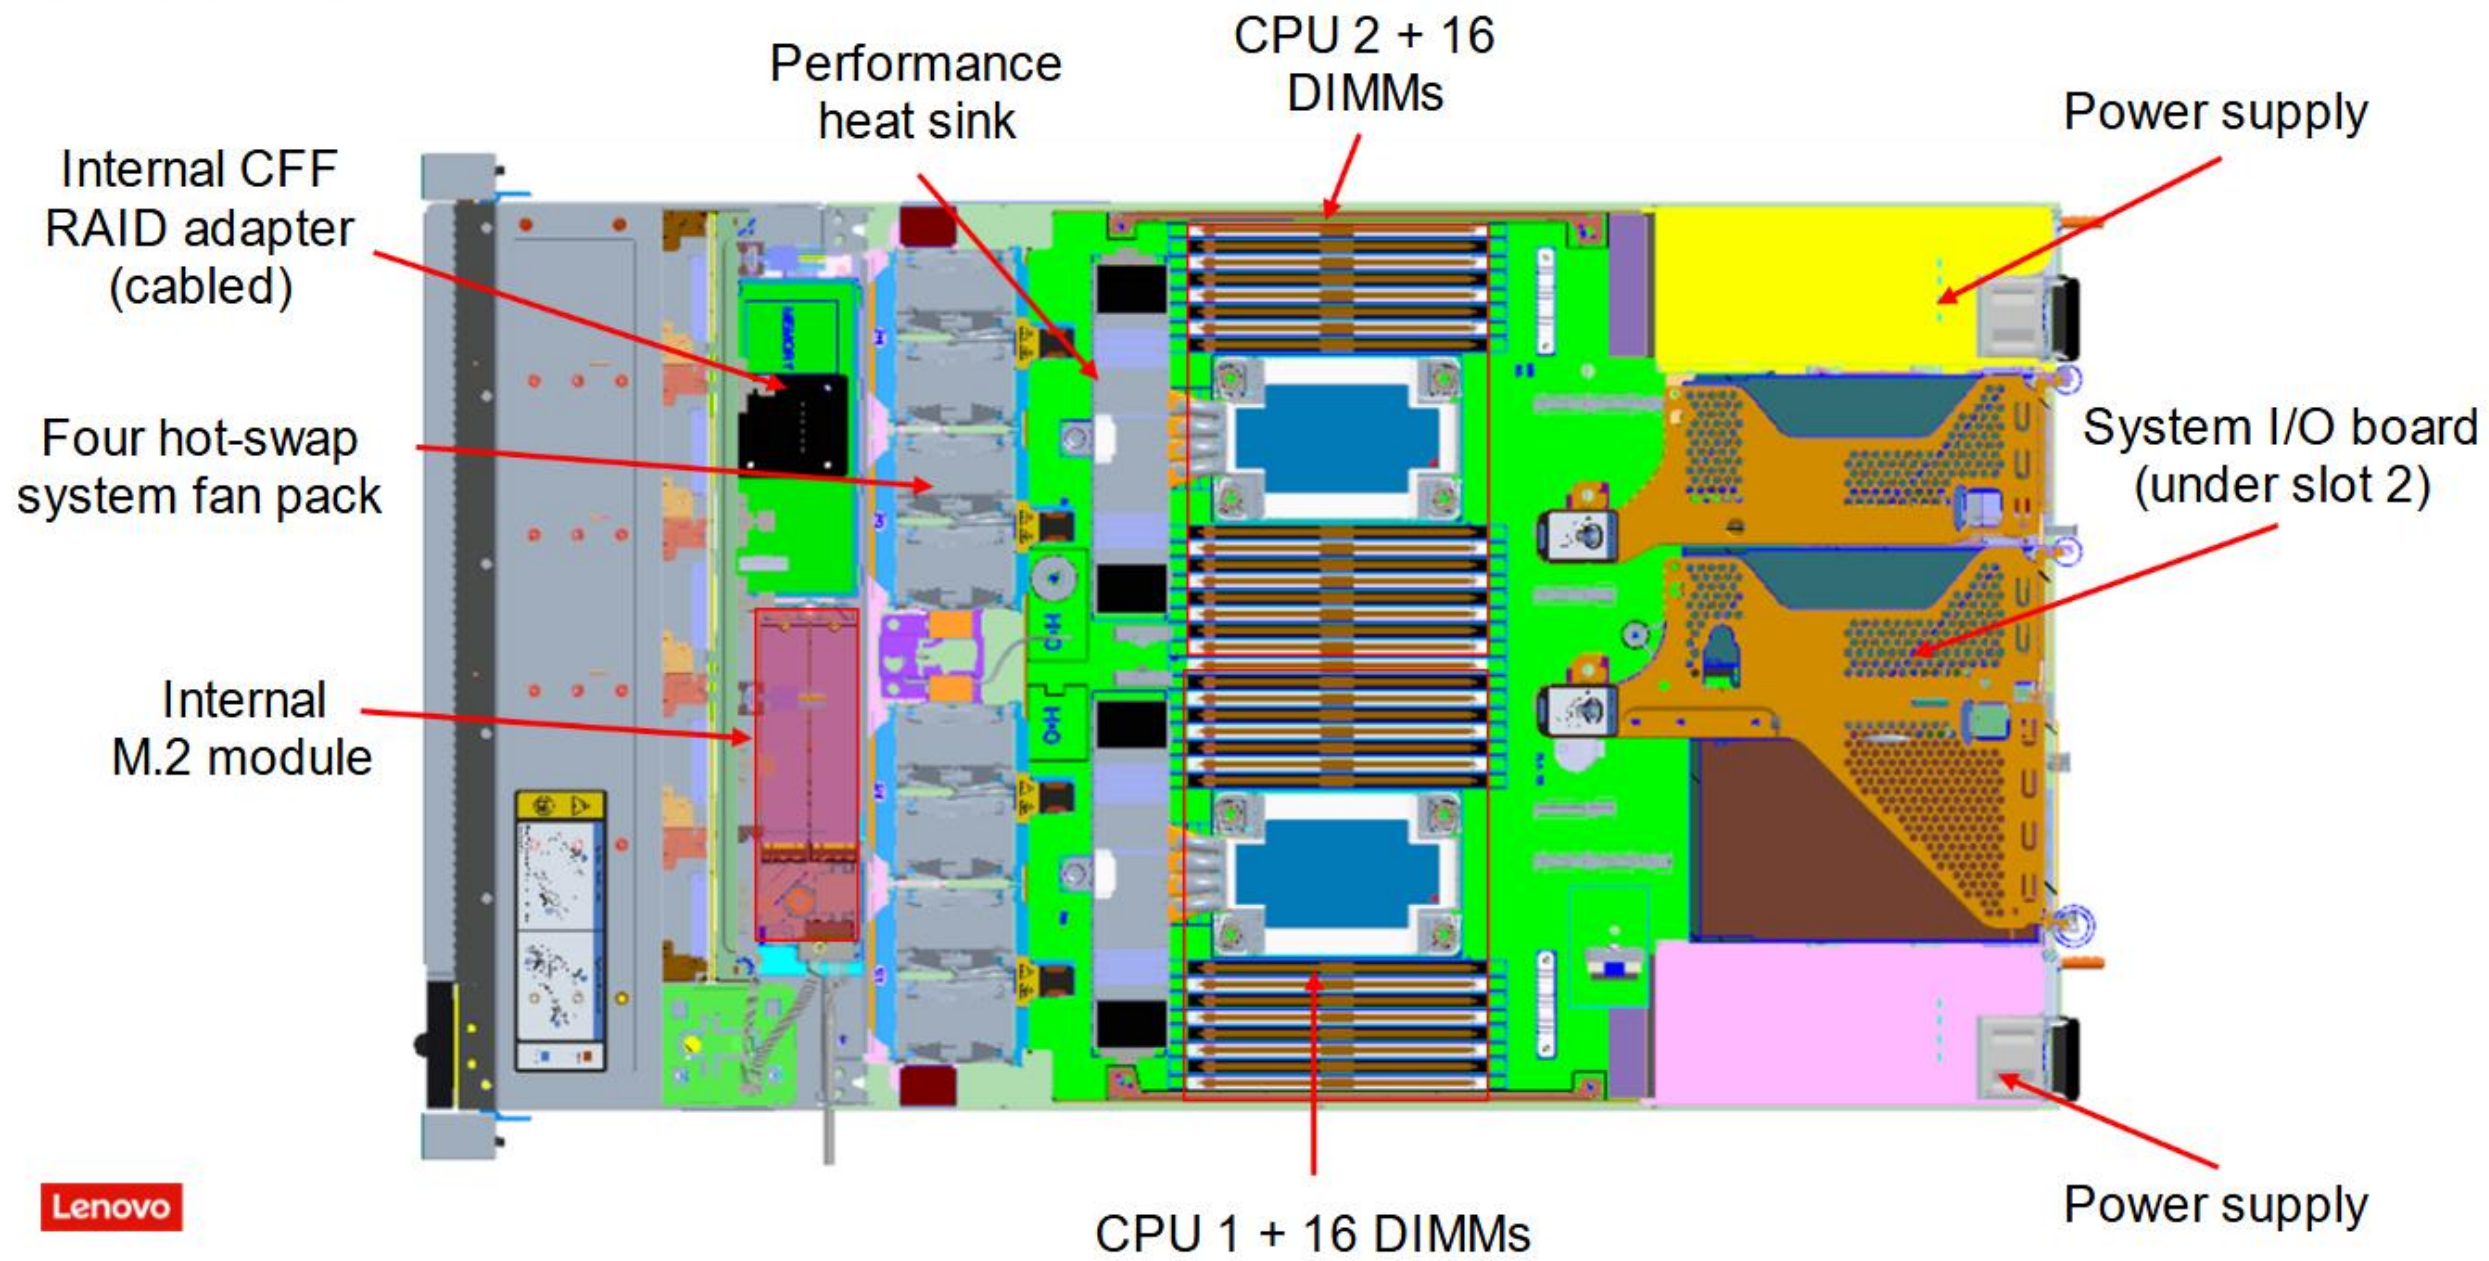 CPU 2 + 16
DIMMs
Performance
heat sink
Power supply
Internal CFF
RAID adapter
(cabled)
MEMORY
Four hot-swap
system fan pack
System I/O board
(under slot 2)
Internal
M.2 module
Lenovo
CPU 1 + 16 DIMMs
Power supply